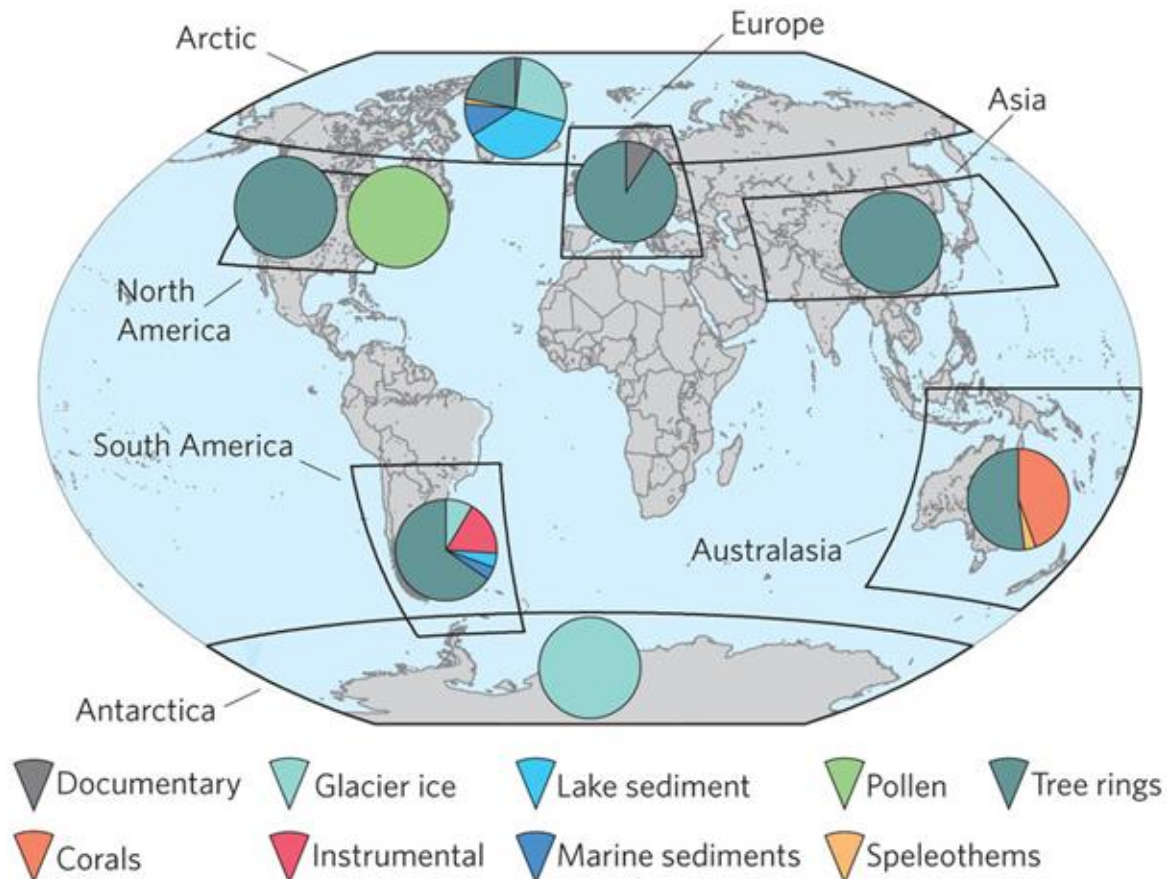 Arctic
Europe
Asia
North
America
South America
Australasia
Antarctica
Documentary
Glacier ice
Lake sediment
Pollen
Tree rings
Corals
Instrumental
Marine sediments
Speleothems